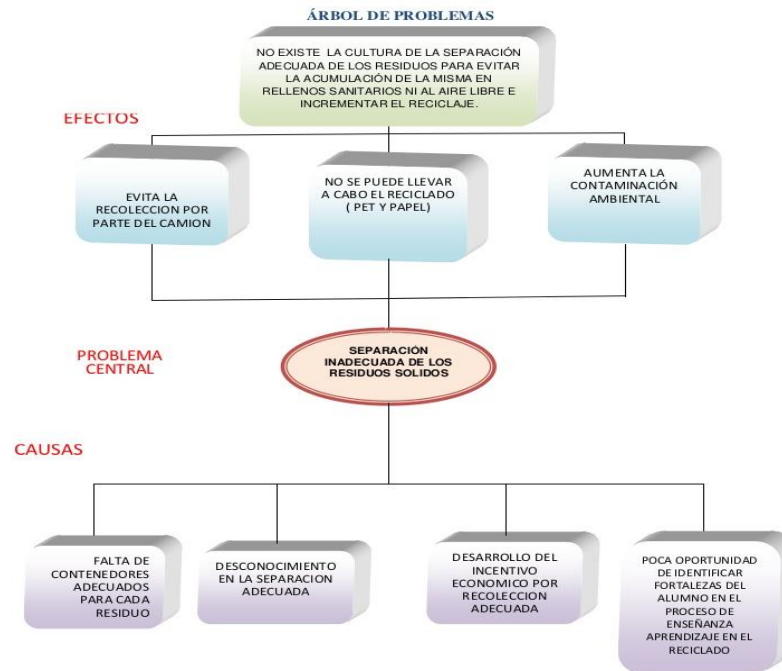 ÁRBOL DE PROBLEMAS
NO EXISTE LA CULTURA DE LA SEPARACIÓN
ADECUADA DE LOS RESIDUOS PARA EVITAR
LA ACUMULACIÓN DE LA MISMA EN
RELLENOS SANITARIOS NI AL AIRE LIBRE E
INCREMENTAR EL RECICLAJE.
EFECTOS
EVITA LA
RECOLECCION POR
PARTE DEL CAMION
NO SE PUEDE LLEVAR
A CABO EL RECICLADO
( PET Y PAPEL)
AUMENTA LA
CONTAMINACIÓN
AMBIENTAL
PROBLEMA
CENTRAL
SEPARACIÓN
INADECUADA DE LOS
RESIDUOS SOLIDOS
CAUSAS
FALTA DE
CONTENEDORES
ADECUADOS
PARA CADA
RESIDUO
DESCONOCIMIENTO
EN LA SEPARACION
ADECUADA
DESARROLLO DEL
INCENTIVO
ECONOMICO POR
RECOLECCION
ADECUADA
POCA OPORTUNIDAD
DE IDENTIFICAR
FORTALEZAS DEL
ALUMNO EN EL
PROCESO DE
ENSEÑANZA
APRENDIZAJE EN EL
RECICLADO